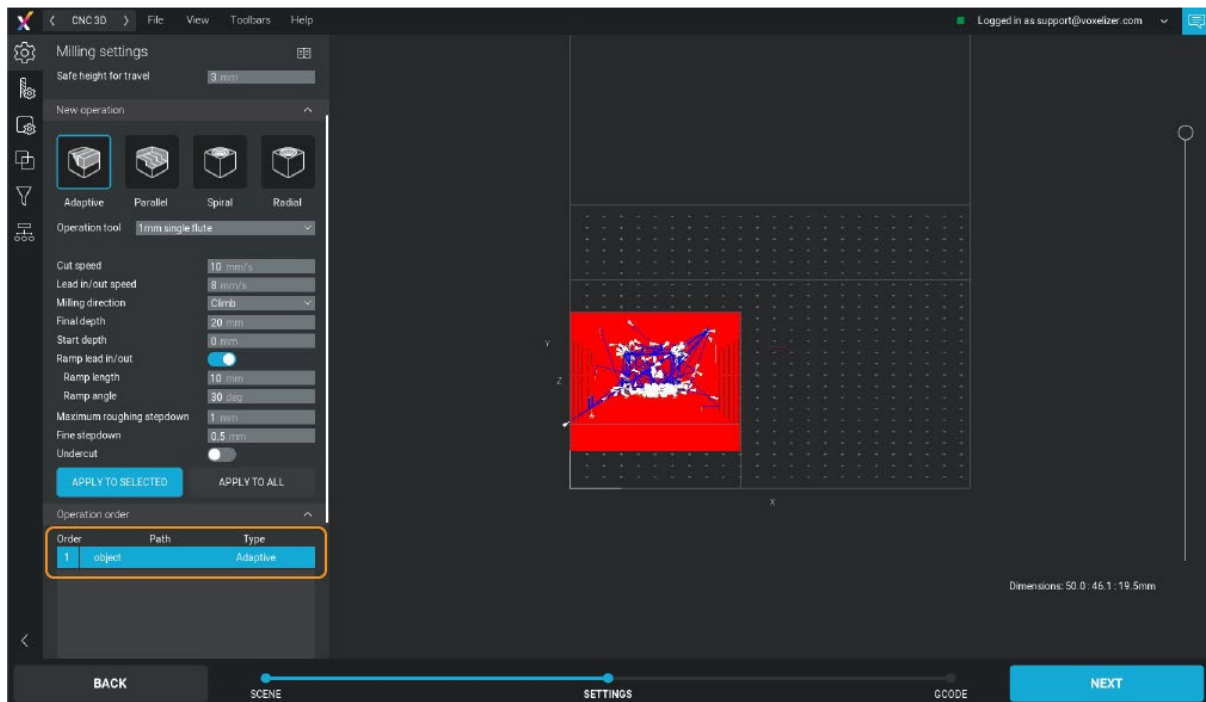 CNC 3D File View Toolbars Help Logged in as support@voxelizer.com
Milling settings
Safe height for travel 3 mm
New operation
Adaptive Parallel Spiral Radial
Operation tool 1mm single flute
Cut speed 10 mm/s
Lead in/out speed 8 mm/s
Milling direction Climb
Final depth 20 mm
Start depth 0 mm
Ramp lead in/out
Ramp length 10 mm
Ramp angle 30 deg
Maximum roughing stepdown 1 mm
Fine stepdown 0.5 mm
Undercut
APPLY TO SELECTED APPLY TO ALL
Operation order
Order Path Type
1 object Adaptive
Y
Z
X
Dimensions: 50.0 : 46.1 : 19.5mm
BACK SCENE SETTINGS GCODE NEXT